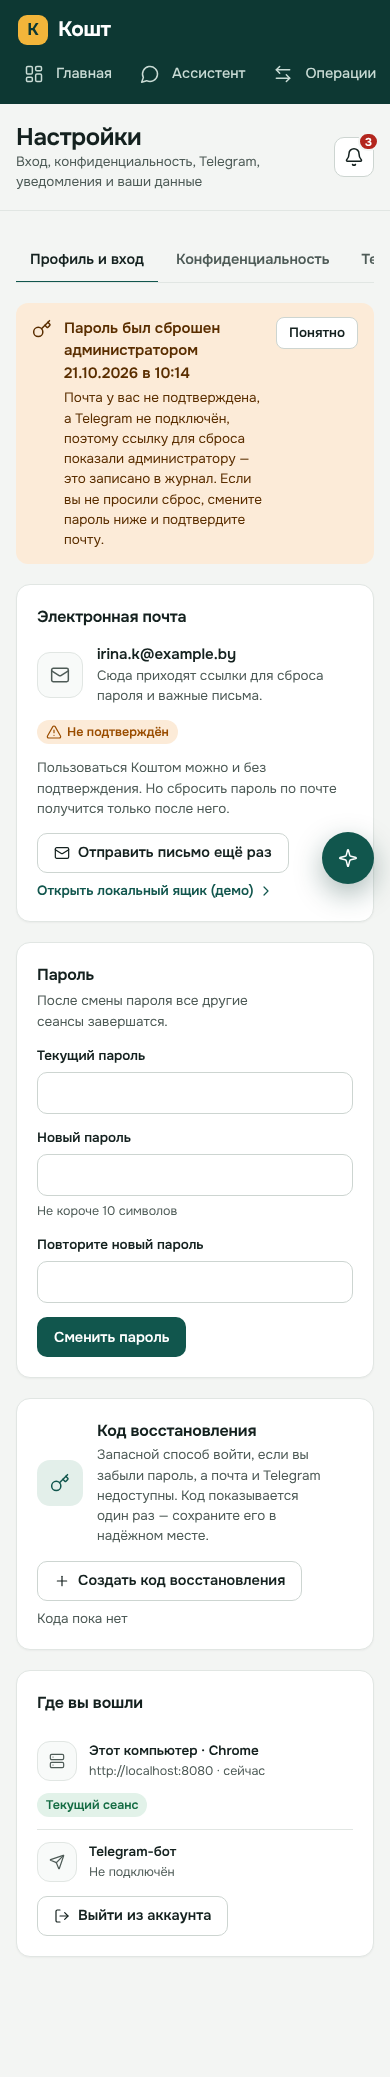 К Кошт
Главная Ассистент Операции
Настройки
Вход, конфиденциальность, Telegram,
уведомления и ваши данные
3
Профиль и вход Конфиденциальность Те
Пароль был сброшен
администратором
21.10.2026 в 10:14
Понятно
Почта у вас не подтверждена,
а Telegram не подключён,
поэтому ссылку для сброса
показали администратору —
это записано в журнал. Если
вы не просили сброс, смените
пароль ниже и подтвердите
почту.
Электронная почта
irina.k@example.by
Сюда приходят ссылки для сброса
пароля и важные письма.
Не подтверждён
Пользоваться Коштом можно и без
подтверждения. Но сбросить пароль по почте
получится только после него.
Отправить письмо ещё раз
Открыть локальный ящик (демо)
Пароль
После смены пароля все другие
сеансы завершатся.
Текущий пароль
Новый пароль
Не короче 10 символов
Повторите новый пароль
Сменить пароль
Код восстановления
Запасной способ войти, если вы
забыли пароль, а почта и Telegram
недоступны. Код показывается
один раз — сохраните его в
надёжном месте.
Создать код восстановления
Кода пока нет
Где вы вошли
Этот компьютер · Chrome
http://localhost:8080 · сейчас
Текущий сеанс
Telegram-бот
Не подключён
Выйти из аккаунта